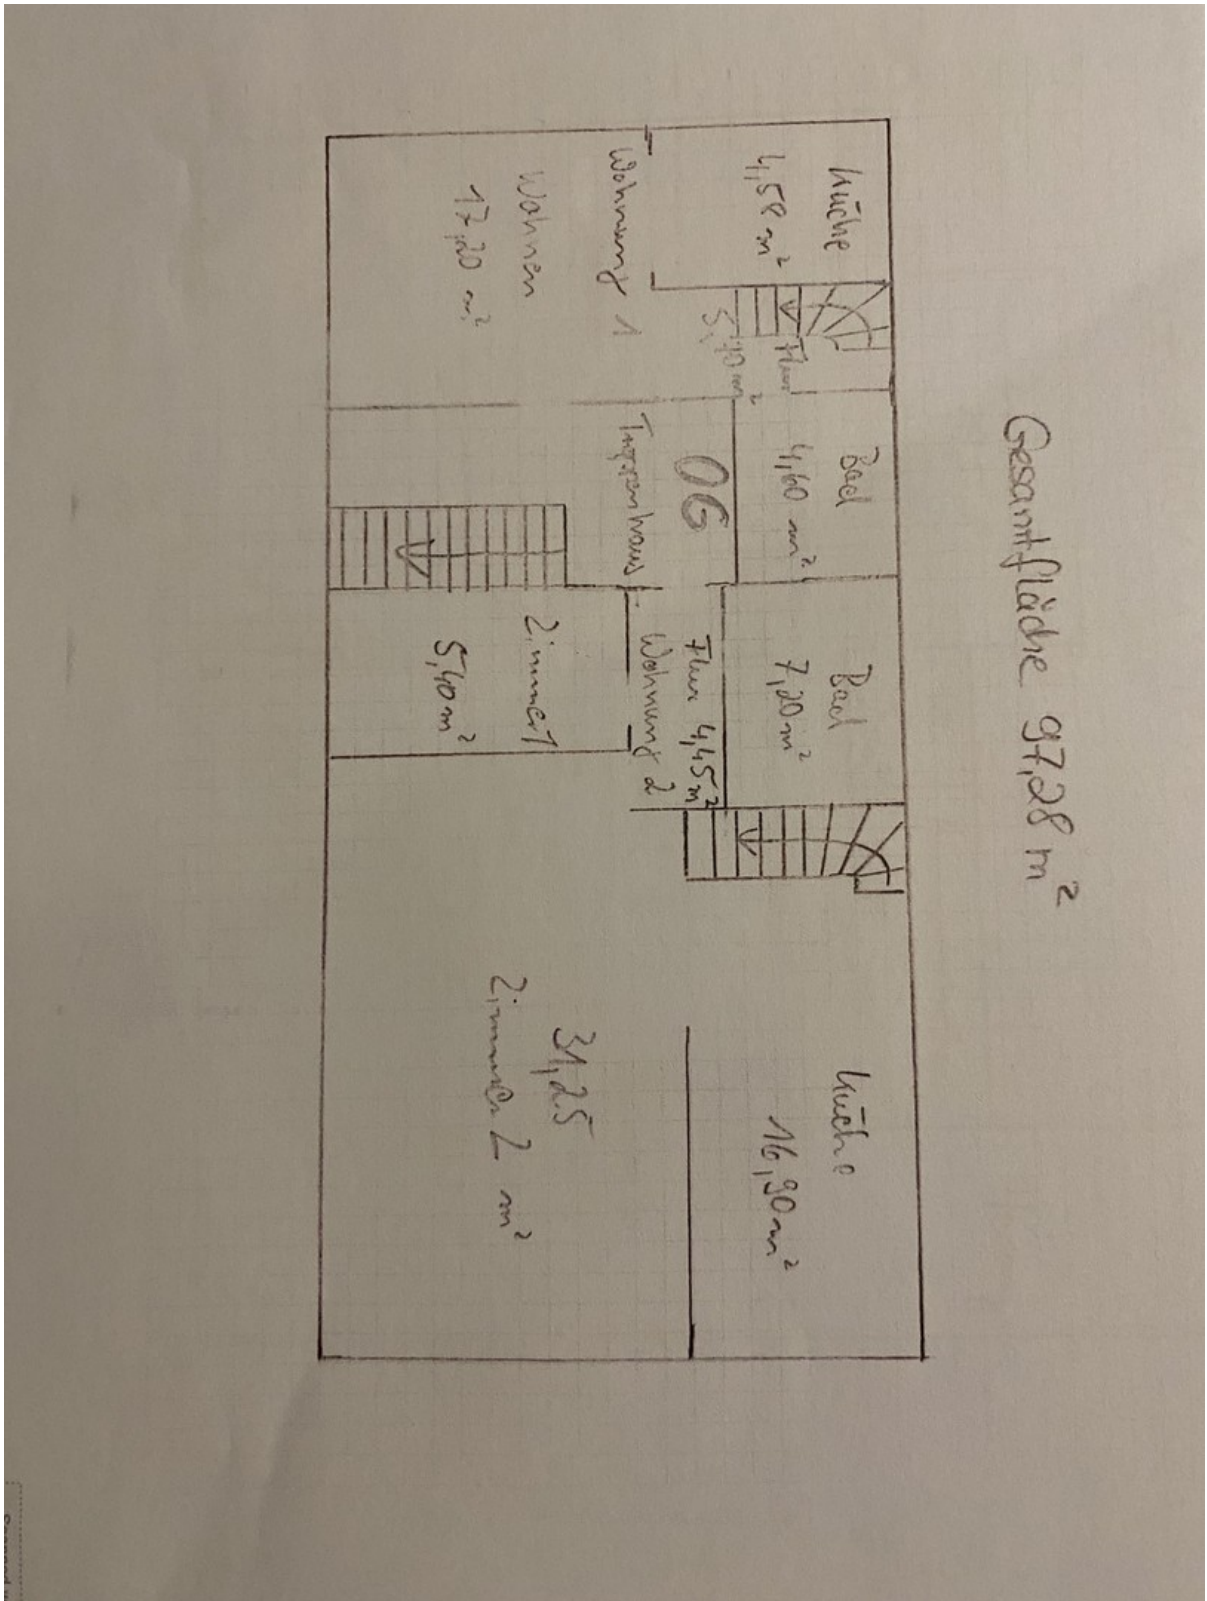 Gesamtfläche 97,28 m²
Küche
4,58 m²
Flur
5,70 m²
Wohnung 1
Wohnen
17,20 m²
Bad
4,60 m²
OG
Treppenhaus
Bad
7,20 m²
Flur 4,45 m²
Wohnung 2
Zimmer 1
5,40 m²
Küche
16,90 m²
31,25
Zimmer 2 m²